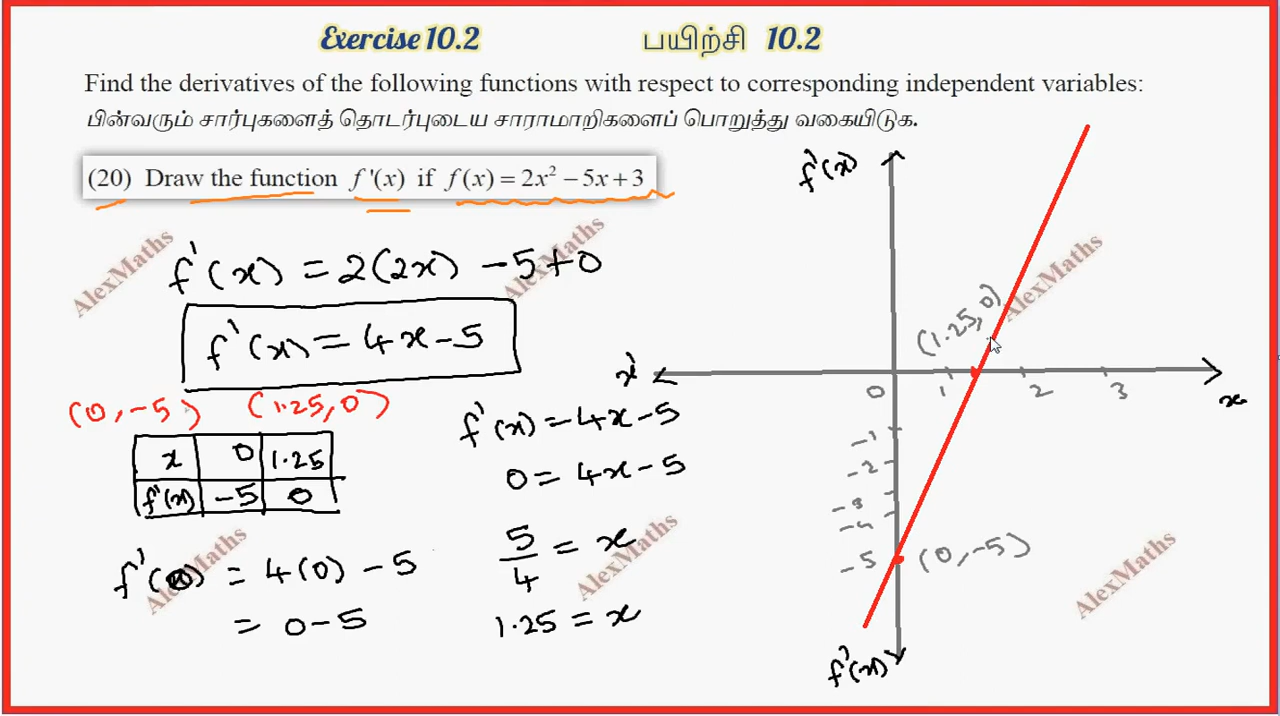 Exercise 10.2 பயிற்சி 10.2
Find the derivatives of the following functions with respect to corresponding independent variables:
பின்வரும் சார்புகளைத் தொடர்புடைய சாராமாறிகளைப் பொறுத்து வகையிடுக.
(20) Draw the function f '(x) if f(x) = 2x² − 5x + 3
f'(x) = 2(2x) − 5 + 0
f'(x) = 4x − 5
(0, −5) (1.25, 0)
x 0 1.25
f'(x) −5 0
f'(0) = 4(0) − 5
= 0 − 5
f'(x) = 4x − 5
0 = 4x − 5
5/4 = x
1.25 = x
f'(x)
(1.25, 0)
x' 0 1 2 3 x
−1
−2
−3
−4
−5 (0, −5)
f'(x)
AlexMaths
AlexMaths
AlexMaths
AlexMaths
AlexMaths
AlexMaths